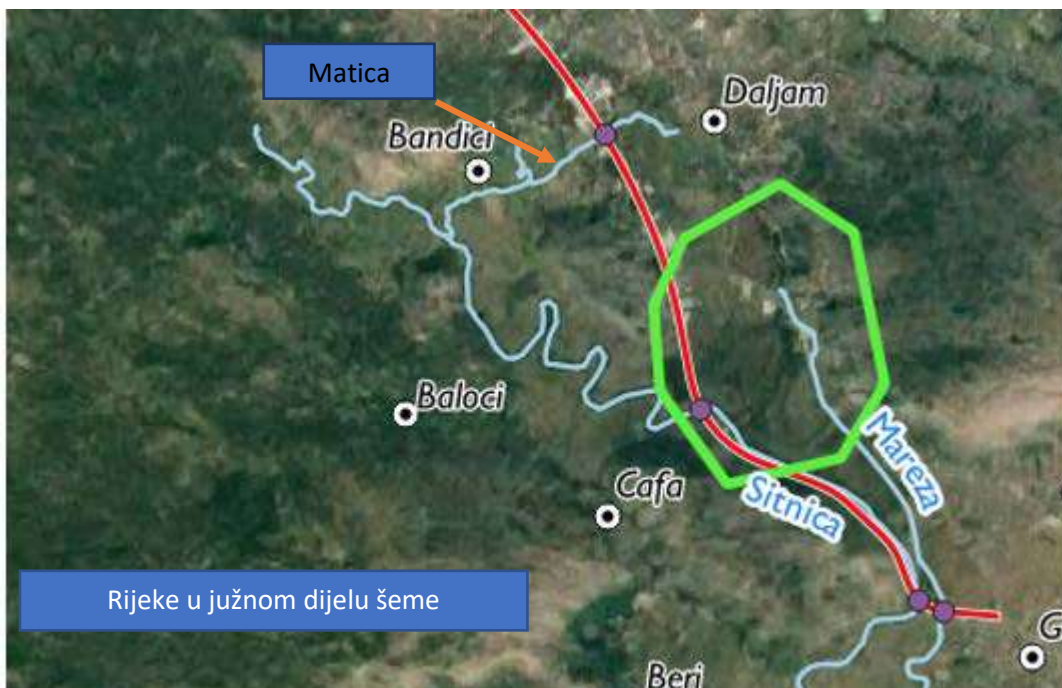 Matica
Daljam
Bandici
Baloci
Mareza
Cafa
Sitnica
Rijeke u južnom dijelu šeme
G
Beri